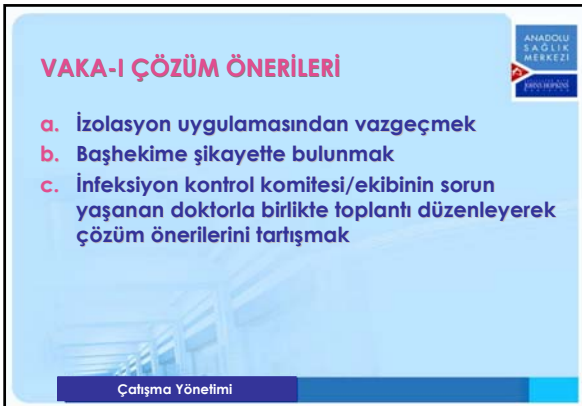 ANADOLU
SAĞLIK
MERKEZİ
JOHNS HOPKINS
VAKA-I ÇÖZÜM ÖNERİLERİ
a. İzolasyon uygulamasından vazgeçmek
b. Başhekime şikayette bulunmak
c. İnfeksiyon kontrol komitesi/ekibinin sorun
yaşanan doktorla birlikte toplantı düzenleyerek
çözüm önerilerini tartışmak
Çatışma Yönetimi